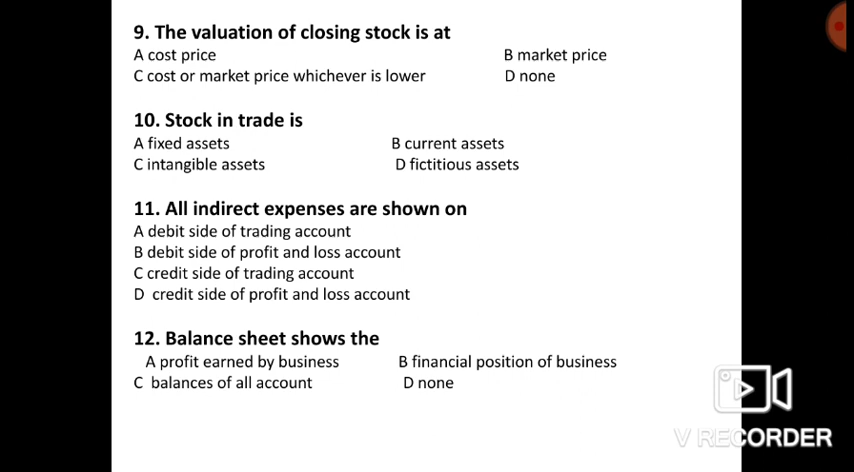 9. The valuation of closing stock is at
A cost price B market price
C cost or market price whichever is lower D none
10. Stock in trade is
A fixed assets B current assets
C intangible assets D fictitious assets
11. All indirect expenses are shown on
A debit side of trading account
B debit side of profit and loss account
C credit side of trading account
D credit side of profit and loss account
12. Balance sheet shows the
A profit earned by business B financial position of business
C balances of all account D none
V RECORDER